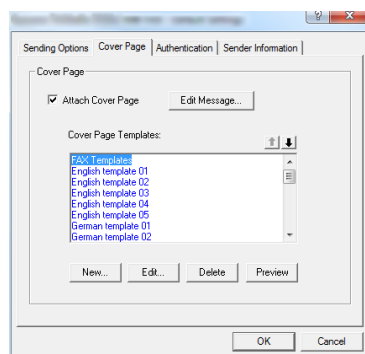 Sending Options Cover Page Authentication Sender Information
Cover Page
Attach Cover Page Edit Message...
Cover Page Templates:
FAX Templates
English template 01
English template 02
English template 03
English template 04
English template 05
German template 01
German template 02
New... Edit... Delete Preview
OK Cancel